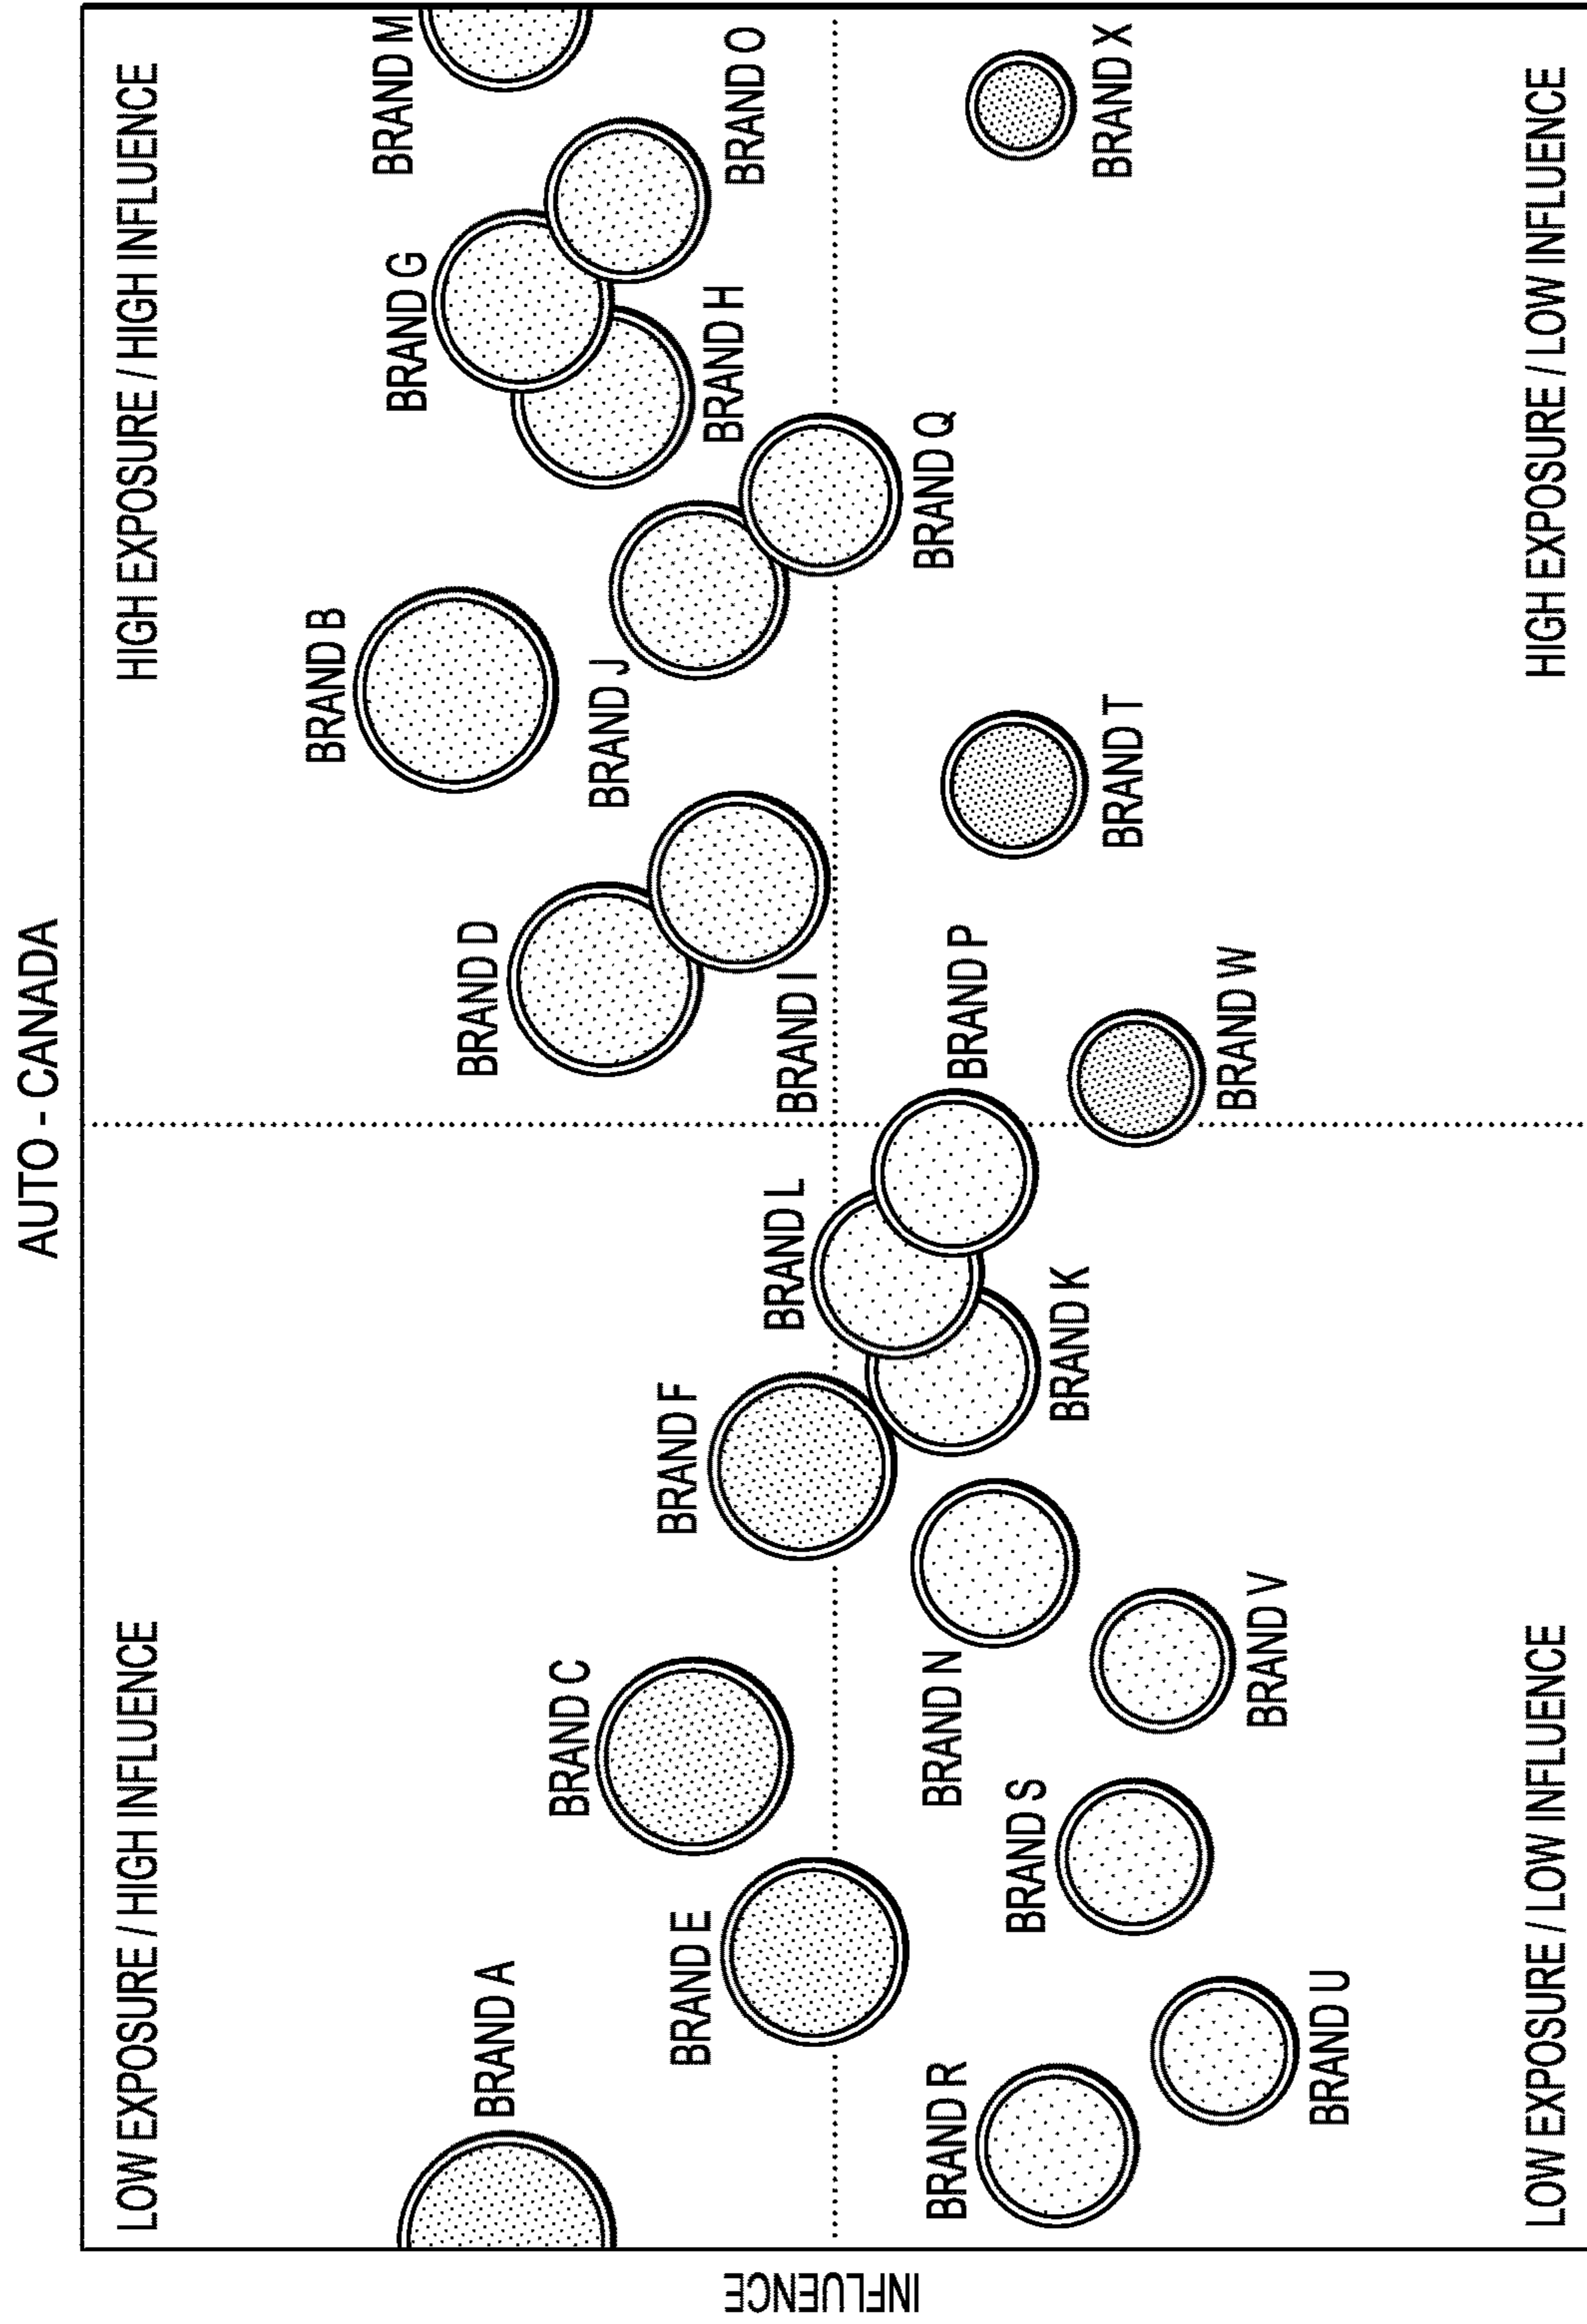 AUTO - CANADA
LOW EXPOSURE / HIGH INFLUENCE
HIGH EXPOSURE / HIGH INFLUENCE
BRAND B
BRAND M
BRAND G
BRAND D
BRAND A
BRAND C
BRAND J
BRAND F
BRAND E
BRAND H
BRAND O
BRAND L
BRAND I
INFLUENCE
BRAND Q
BRAND N
BRAND R
BRAND P
BRAND S
BRAND K
BRAND X
BRAND T
BRAND W
BRAND V
BRAND U
LOW EXPOSURE / LOW INFLUENCE
HIGH EXPOSURE / LOW INFLUENCE